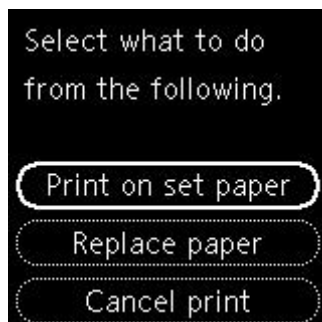 Select what to do
from the following.
Print on set paper
Replace paper
Cancel print